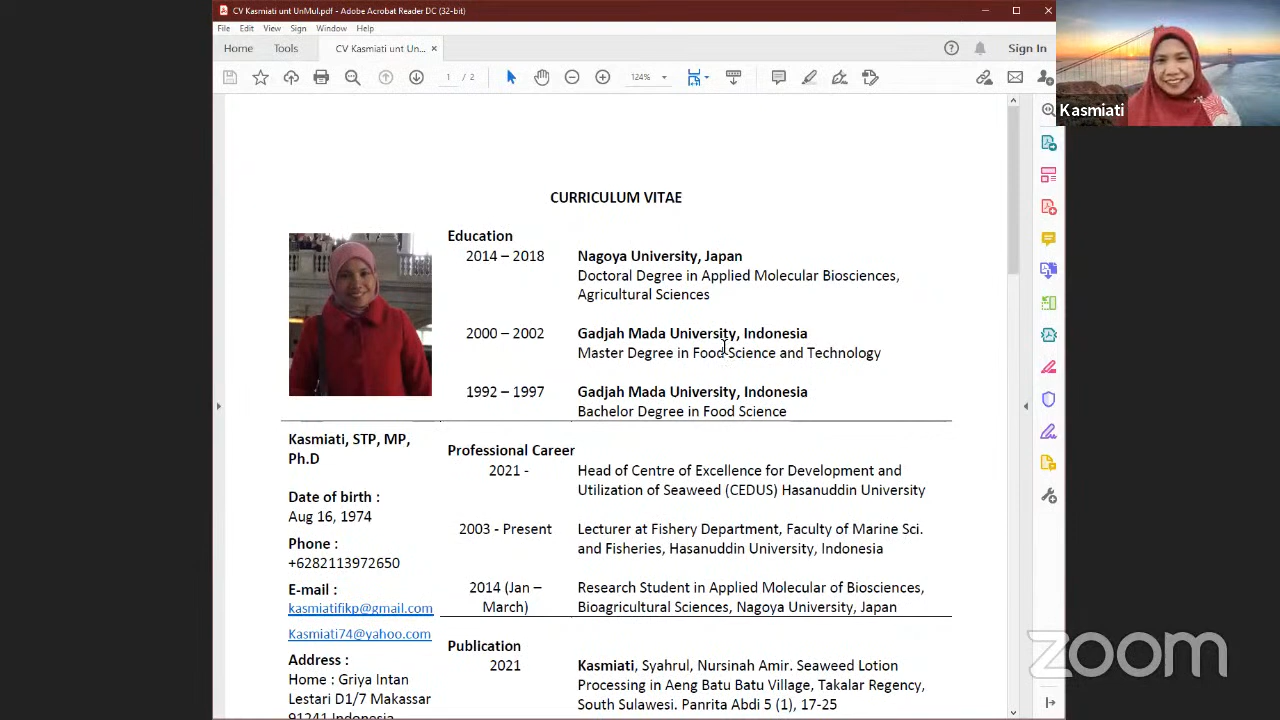 CV Kasmiati unt UnMul.pdf - Adobe Acrobat Reader DC (32-bit)
File Edit View Sign Window Help
Home Tools CV Kasmiati unt Un... × Sign In
1 / 2 124%
Kasmiati
CURRICULUM VITAE
Education
2014 – 2018 Nagoya University, Japan
Doctoral Degree in Applied Molecular Biosciences,
Agricultural Sciences
2000 – 2002 Gadjah Mada University, Indonesia
Master Degree in Food Science and Technology
1992 – 1997 Gadjah Mada University, Indonesia
Bachelor Degree in Food Science
Kasmiati, STP, MP,
Ph.D
Date of birth :
Aug 16, 1974
Phone :
+6282113972650
E-mail :
kasmiatifikp@gmail.com
Kasmiati74@yahoo.com
Address :
Home : Griya Intan
Lestari D1/7 Makassar
91241 Indonesia
Professional Career
2021 - Head of Centre of Excellence for Development and
Utilization of Seaweed (CEDUS) Hasanuddin University
2003 - Present Lecturer at Fishery Department, Faculty of Marine Sci.
and Fisheries, Hasanuddin University, Indonesia
2014 (Jan – Research Student in Applied Molecular of Biosciences,
March) Bioagricultural Sciences, Nagoya University, Japan
Publication
2021 Kasmiati, Syahrul, Nursinah Amir. Seaweed Lotion
Processing in Aeng Batu Batu Village, Takalar Regency,
South Sulawesi. Panrita Abdi 5 (1), 17-25
zoom